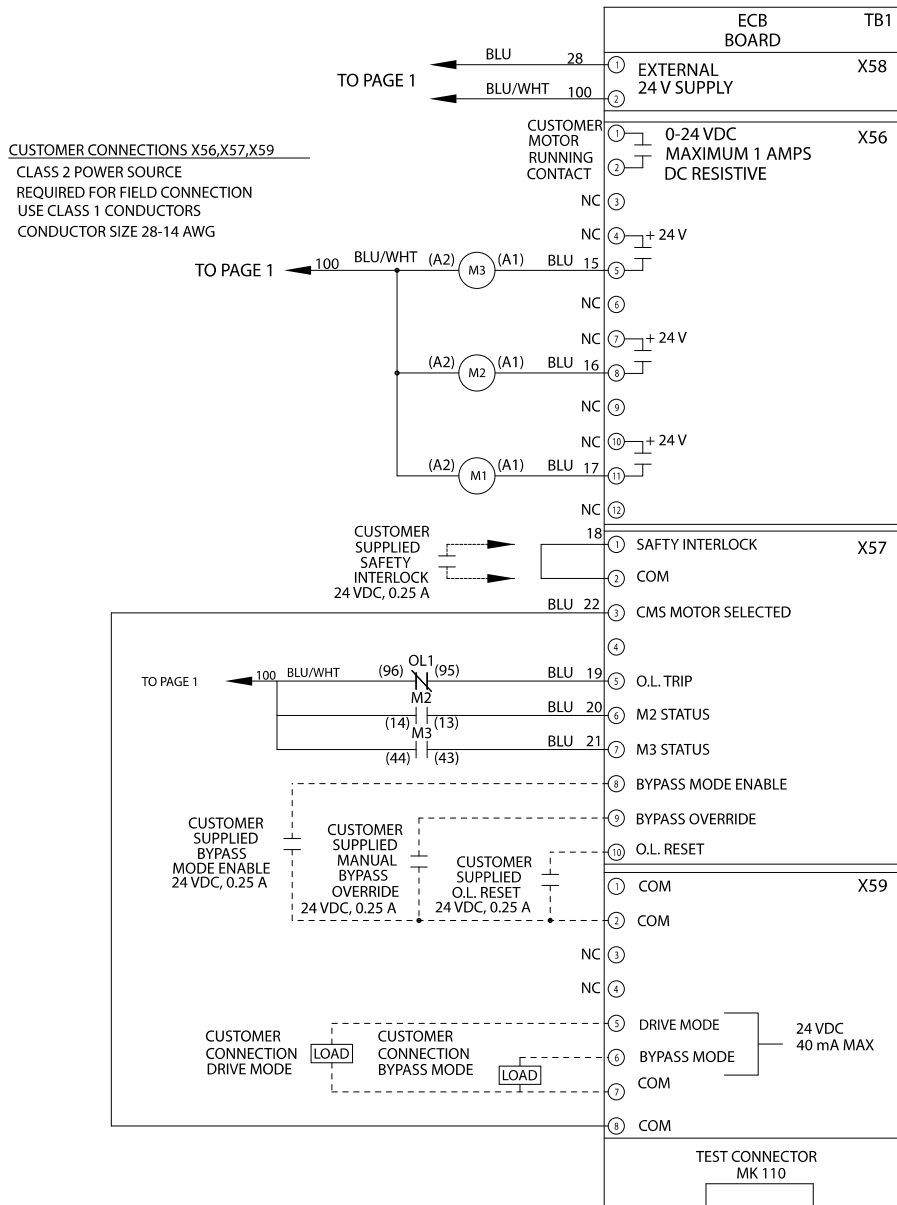 ECB
BOARD
TB1
BLU
28
1
EXTERNAL
24 V SUPPLY
X58
TO PAGE 1
BLU/WHT
100
2
CUSTOMER CONNECTIONS X56,X57,X59
CLASS 2 POWER SOURCE
REQUIRED FOR FIELD CONNECTION
USE CLASS 1 CONDUCTORS
CONDUCTOR SIZE 28-14 AWG
CUSTOMER
MOTOR
RUNNING
CONTACT
1
2
0-24 VDC
MAXIMUM 1 AMPS
DC RESISTIVE
X56
NC 3
NC 4 + 24 V
TO PAGE 1 100 BLU/WHT (A2) M3 (A1) BLU 15 5
NC 6
NC 7 + 24 V
(A2) M2 (A1) BLU 16 8
NC 9
NC 10 + 24 V
(A2) M1 (A1) BLU 17 11
NC 12
CUSTOMER
SUPPLIED
SAFETY
INTERLOCK
24 VDC, 0.25 A
18 1 SAFTY INTERLOCK
X57
2 COM
BLU 22 3 CMS MOTOR SELECTED
4
TO PAGE 1 100 BLU/WHT (96) OL1 (95) BLU 19 5 O.L. TRIP
M2
(14) (13) BLU 20 6 M2 STATUS
M3
(44) (43) BLU 21 7 M3 STATUS
8 BYPASS MODE ENABLE
9 BYPASS OVERRIDE
10 O.L. RESET
CUSTOMER
SUPPLIED
BYPASS
MODE ENABLE
24 VDC, 0.25 A
CUSTOMER
SUPPLIED
MANUAL
BYPASS
OVERRIDE
24 VDC, 0.25 A
CUSTOMER
SUPPLIED
O.L. RESET
24 VDC, 0.25 A
1 COM
X59
2 COM
NC 3
NC 4
5 DRIVE MODE
6 BYPASS MODE
7 COM
24 VDC
40 mA MAX
CUSTOMER
CONNECTION
DRIVE MODE
LOAD
CUSTOMER
CONNECTION
BYPASS MODE
LOAD
8 COM
TEST CONNECTOR
MK 110